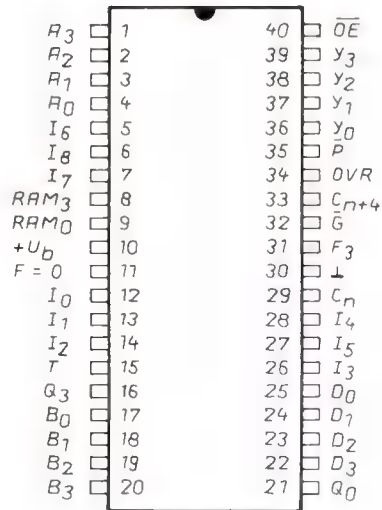 A₃ 1 40 O̅E̅
A₂ 2 39 Y₃
A₁ 3 38 Y₂
A₀ 4 37 Y₁
I₆ 5 36 Y₀
I₈ 6 35 P̅
I₇ 7 34 OVR
RAM₃ 8 33 Cₙ₊₄
RAM₀ 9 32 G̅
+U_b 10 31 F₃
F = 0 11 30 ⊥
I₀ 12 29 Cₙ
I₁ 13 28 I₄
I₂ 14 27 I₅
T 15 26 I₃
Q₃ 16 25 D₀
B₀ 17 24 D₁
B₁ 18 23 D₂
B₂ 19 22 D₃
B₃ 20 21 Q₀